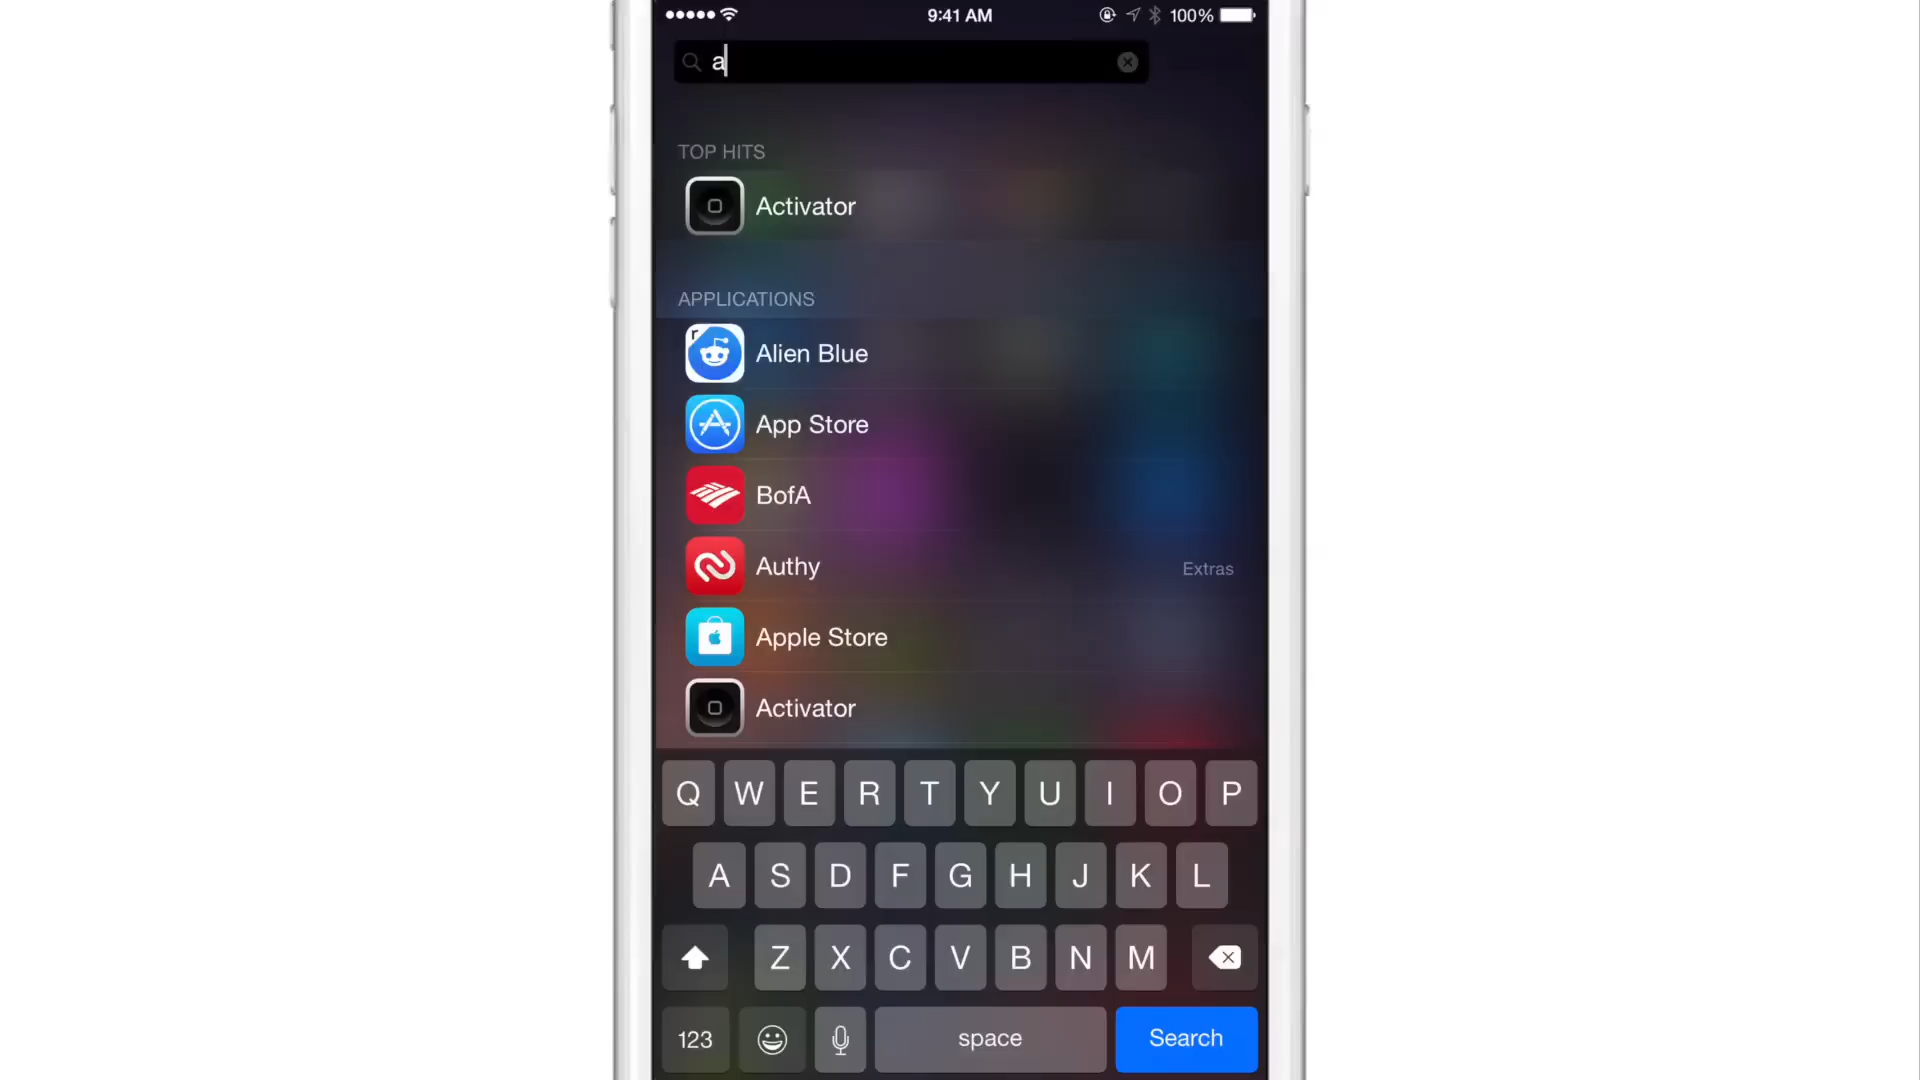 9:41 AM 100%
a
TOP HITS
Activator
APPLICATIONS
r
Alien Blue
App Store
BofA
Authy Extras
Apple Store
Activator
Q W E R T Y U I O P
A S D F G H J K L
Z X C V B N M
123 space Search